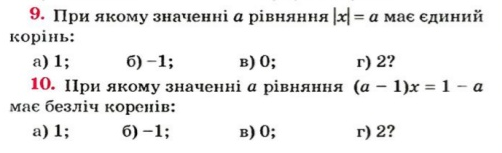 9. При якому значенні a рівняння |x| = a має єдиний
корінь:
а) 1; б) –1; в) 0; г) 2?
10. При якому значенні a рівняння (a – 1)x = 1 – a
має безліч коренів:
а) 1; б) –1; в) 0; г) 2?